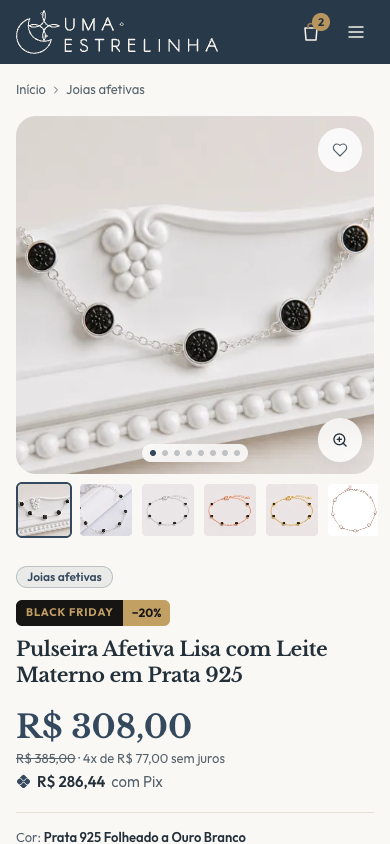 UMA
ESTRELINHA
2
Início > Joias afetivas
Joias afetivas
BLACK FRIDAY -20%
Pulseira Afetiva Lisa com Leite
Materno em Prata 925
R$ 308,00
R$ 385,00 · 4x de R$ 77,00 sem juros
R$ 286,44 com Pix
Cor: Prata 925 Folheado a Ouro Branco